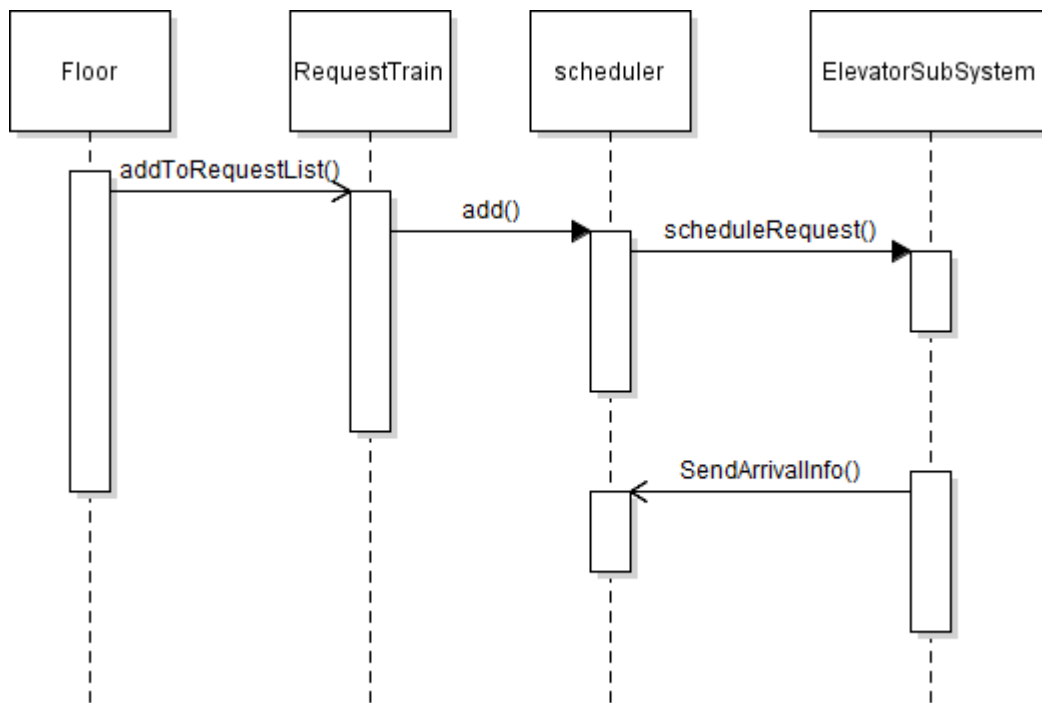 Floor
RequestTrain
scheduler
ElevatorSubSystem
addToRequestList()
add()
scheduleRequest()
SendArrivalInfo()